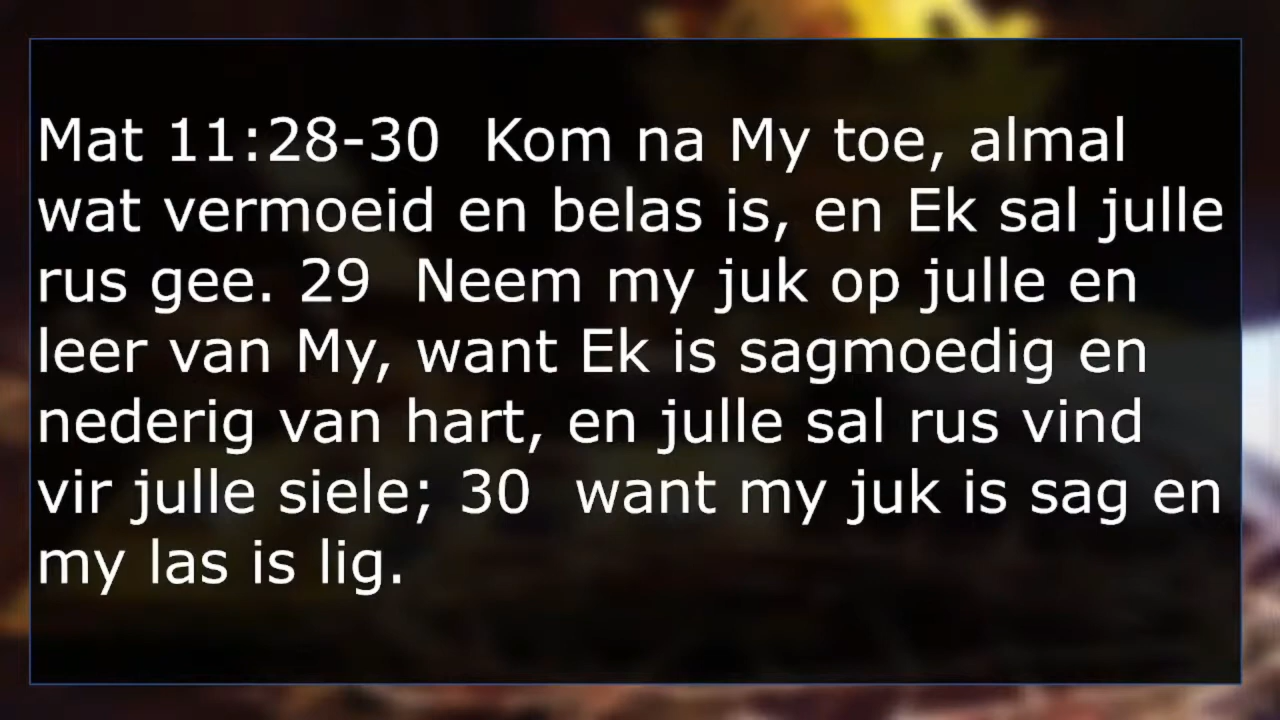 Mat 11:28-30  Kom na My toe, almal
wat vermoeid en belas is, en Ek sal julle
rus gee. 29  Neem my juk op julle en
leer van My, want Ek is sagmoedig en
nederig van hart, en julle sal rus vind
vir julle siele; 30  want my juk is sag en
my las is lig.